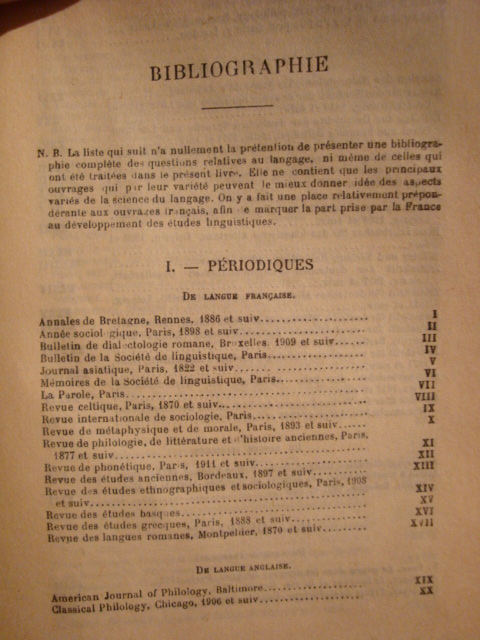 BIBLIOGRAPHIE
N. B. La liste qui suit n'a nullement la prétention de présenter une bibliogra-
phie complète des questions relatives au langage, ni même de celles qui
ont été traitées dans le présent livre. Elle ne contient que les principaux
ouvrages qui par leur variété peuvent le mieux donner idée des aspects
variés de la science du langage. On y a fait une place relativement prépon-
dérante aux ouvrages français, afin de marquer la part prise par la France
au développement des études linguistiques.
I. — PÉRIODIQUES
DE LANGUE FRANÇAISE.
Annales de Bretagne, Rennes, 1886 et suiv. I
Année sociologique, Paris, 1898 et suiv. II
Bulletin de dialectologie romane, Bruxelles, 1909 et suiv. III
Bulletin de la Société de linguistique, Paris. IV
Journal asiatique, Paris, 1822 et suiv. V
Mémoires de la Société de linguistique, Paris. VI
La Parole, Paris. VII
Revue celtique, Paris, 1870 et suiv. VIII
Revue internationale de sociologie, Paris. IX
Revue de métaphysique et de morale, Paris, 1893 et suiv. X
Revue de philologie, de littérature et d'histoire anciennes, Paris,
1877 et suiv. XI
Revue de phonétique, Paris, 1911 et suiv. XII
Revue des études anciennes, Bordeaux, 1897 et suiv. XIII
Revue des études ethnographiques et sociologiques, Paris, 1908
et suiv. XIV
Revue des études basques. XV
Revue des études grecques, Paris, 1888 et suiv. XVI
Revue des langues romanes, Montpellier, 1870 et suiv. XVII
DE LANGUE ANGLAISE.
American Journal of Philology, Baltimore. XIX
Classical Philology, Chicago, 1906 et suiv. XX